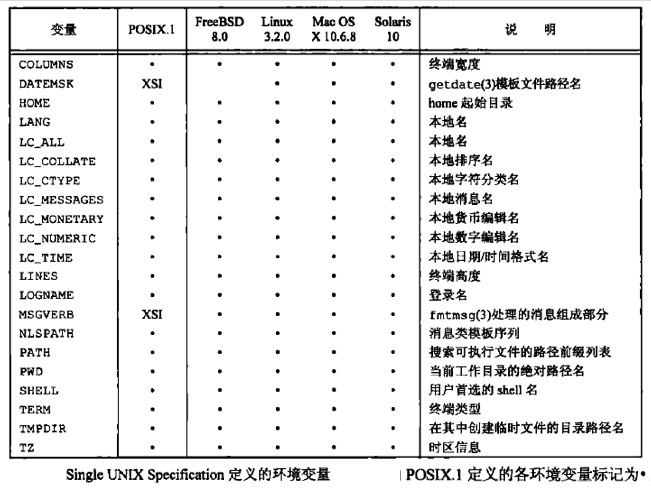 变量 POSIX.1 FreeBSD 8.0 Linux 3.2.0 Mac OS X 10.6.8 Solaris 10 说 明
COLUMNS • • • • • 终端宽度
DATEMSK XSI • • • getdate(3)模板文件路径名
HOME • • • • • home 起始目录
LANG • • • • • 本地名
LC_ALL • • • • • 本地名
LC_COLLATE • • • • • 本地排序名
LC_CTYPE • • • • • 本地字符分类名
LC_MESSAGES • • • • • 本地消息名
LC_MONETARY • • • • • 本地货币编辑名
LC_NUMERIC • • • • • 本地数字编辑名
LC_TIME • • • • • 本地日期/时间格式名
LINES • • • • • 终端高度
LOGNAME • • • • • 登录名
MSGVERB XSI • • • • fmtmsg(3)处理的消息组成部分
NLSPATH • • • • • 消息类模板序列
PATH • • • • • 搜索可执行文件的路径前缀列表
PWD • • • • • 当前工作目录的绝对路径名
SHELL • • • • • 用户首选的 shell 名
TERM • • • • • 终端类型
TMPDIR • • • • • 在其中创建临时文件的目录路径名
TZ • • • • • 时区信息
Single UNIX Specification 定义的环境变量 POSIX.1 定义的各环境变量标记为•